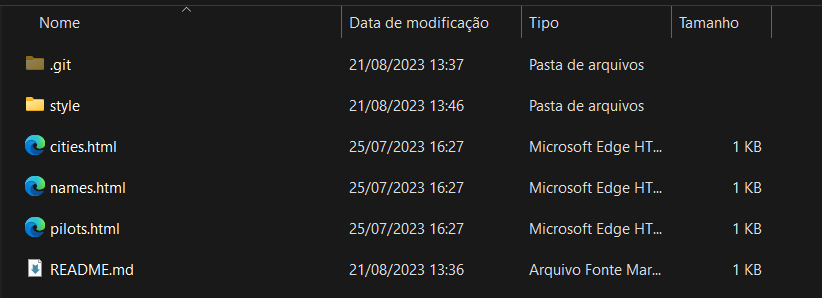 Nome Data de modificação Tipo Tamanho
.git 21/08/2023 13:37 Pasta de arquivos
style 21/08/2023 13:46 Pasta de arquivos
cities.html 25/07/2023 16:27 Microsoft Edge HT... 1 KB
names.html 25/07/2023 16:27 Microsoft Edge HT... 1 KB
pilots.html 25/07/2023 16:27 Microsoft Edge HT... 1 KB
README.md 21/08/2023 13:36 Arquivo Fonte Mar... 1 KB